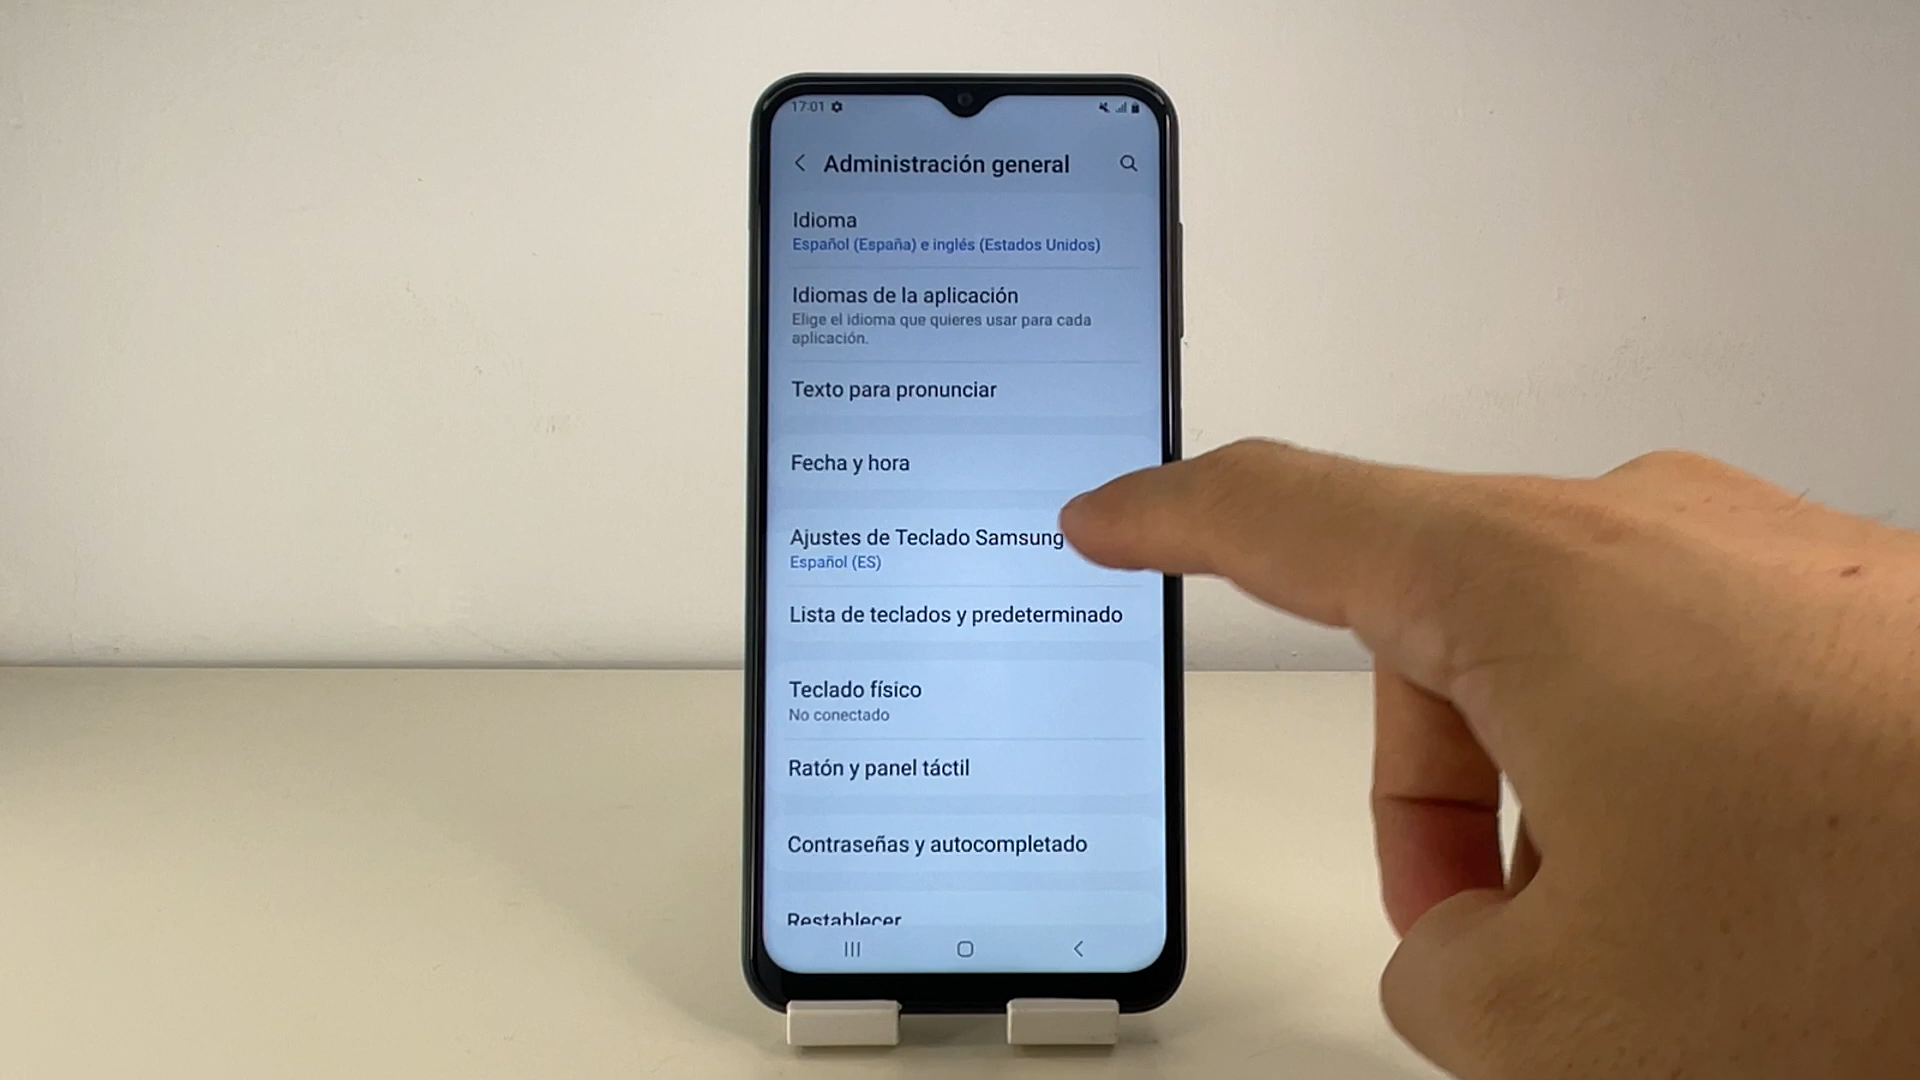 17:01
Administración general
Idioma
Español (España) e inglés (Estados Unidos)
Idiomas de la aplicación
Elige el idioma que quieres usar para cada
aplicación.
Texto para pronunciar
Fecha y hora
Ajustes de Teclado Samsung
Español (ES)
Lista de teclados y predeterminado
Teclado físico
No conectado
Ratón y panel táctil
Contraseñas y autocompletado
Restablecer